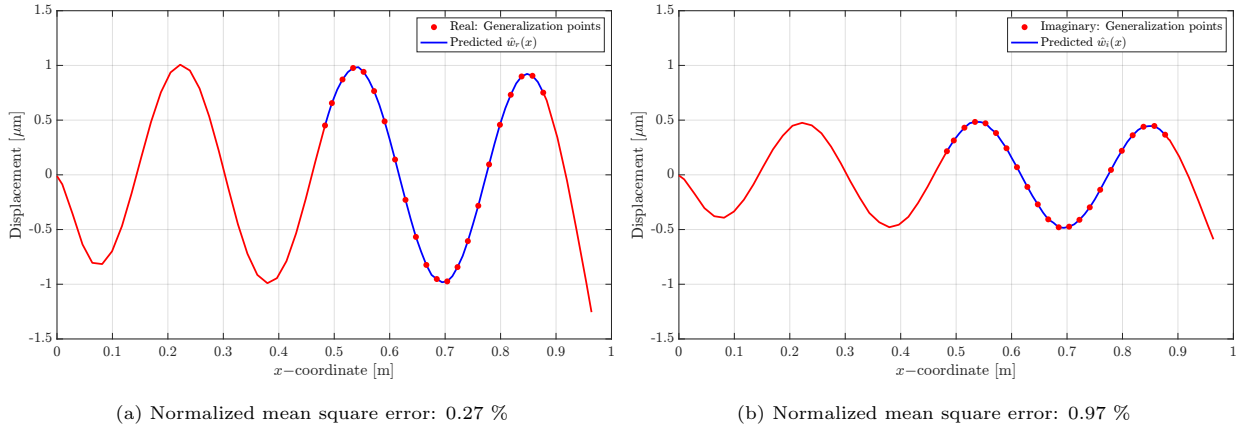 1.5
1
0.5
0
-0.5
-1
-1.5
Displacement [μm]
Real: Generalization points
Predicted ŵᵣ(x)
0 0.1 0.2 0.3 0.4 0.5 0.6 0.7 0.8 0.9 1
x−coordinate [m]
(a) Normalized mean square error: 0.27 %
1.5
1
0.5
0
-0.5
-1
-1.5
Displacement [μm]
Imaginary: Generalization points
Predicted ŵᵢ(x)
0 0.1 0.2 0.3 0.4 0.5 0.6 0.7 0.8 0.9 1
x−coordinate [m]
(b) Normalized mean square error: 0.97 %